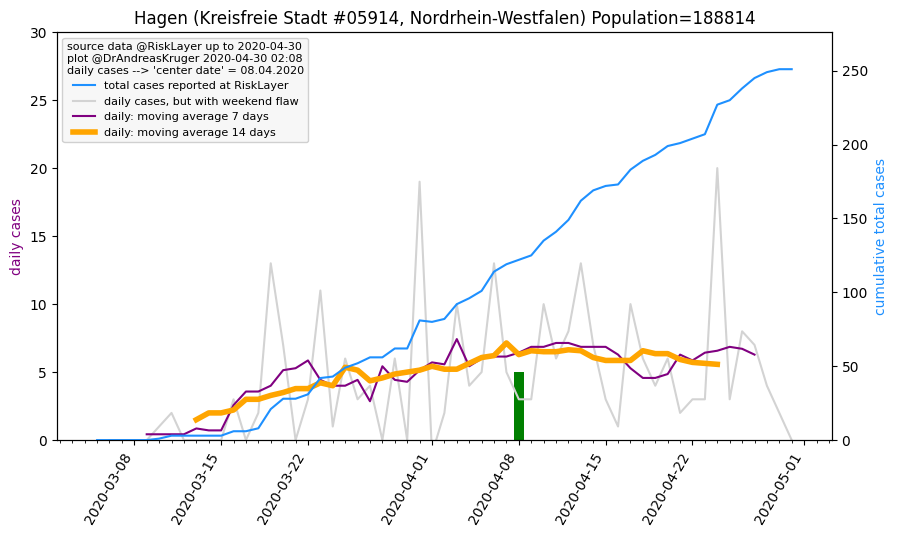 Hagen (Kreisfreie Stadt #05914, Nordrhein-Westfalen) Population=188814
source data @RiskLayer up to 2020-04-30
plot @DrAndreasKruger 2020-04-30 02:08
daily cases --> 'center date' = 08.04.2020
total cases reported at RiskLayer
daily cases, but with weekend flaw
daily: moving average 7 days
daily: moving average 14 days
daily cases
30
25
20
15
10
5
0
250
200
150
100
50
0
cumulative total cases
2020-03-08
2020-03-15
2020-03-22
2020-04-01
2020-04-08
2020-04-15
2020-04-22
2020-05-01